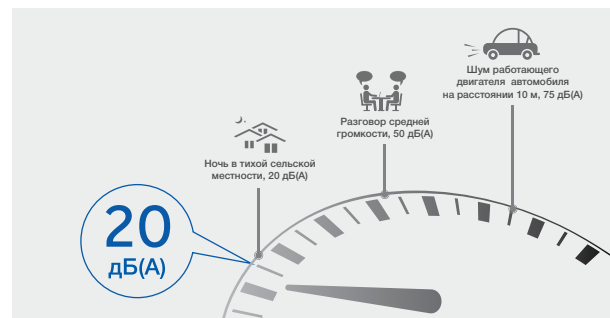 Шум работающего
двигателя автомобиля
на расстоянии 10 м, 75 дБ(А)
Разговор средней
громкости, 50 дБ(А)
Ночь в тихой сельской
местности, 20 дБ(А)
20
дБ(А)